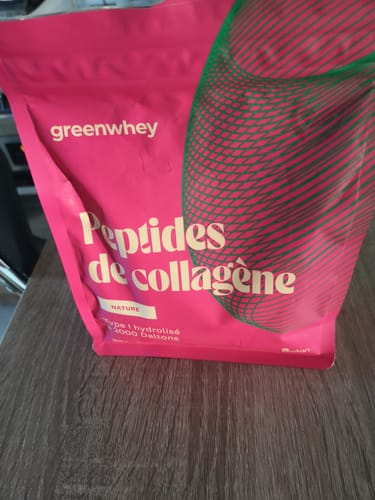 greenwhey
Peptides
de collagène
NATURE
Type I hydrolisé
2000 Daltons